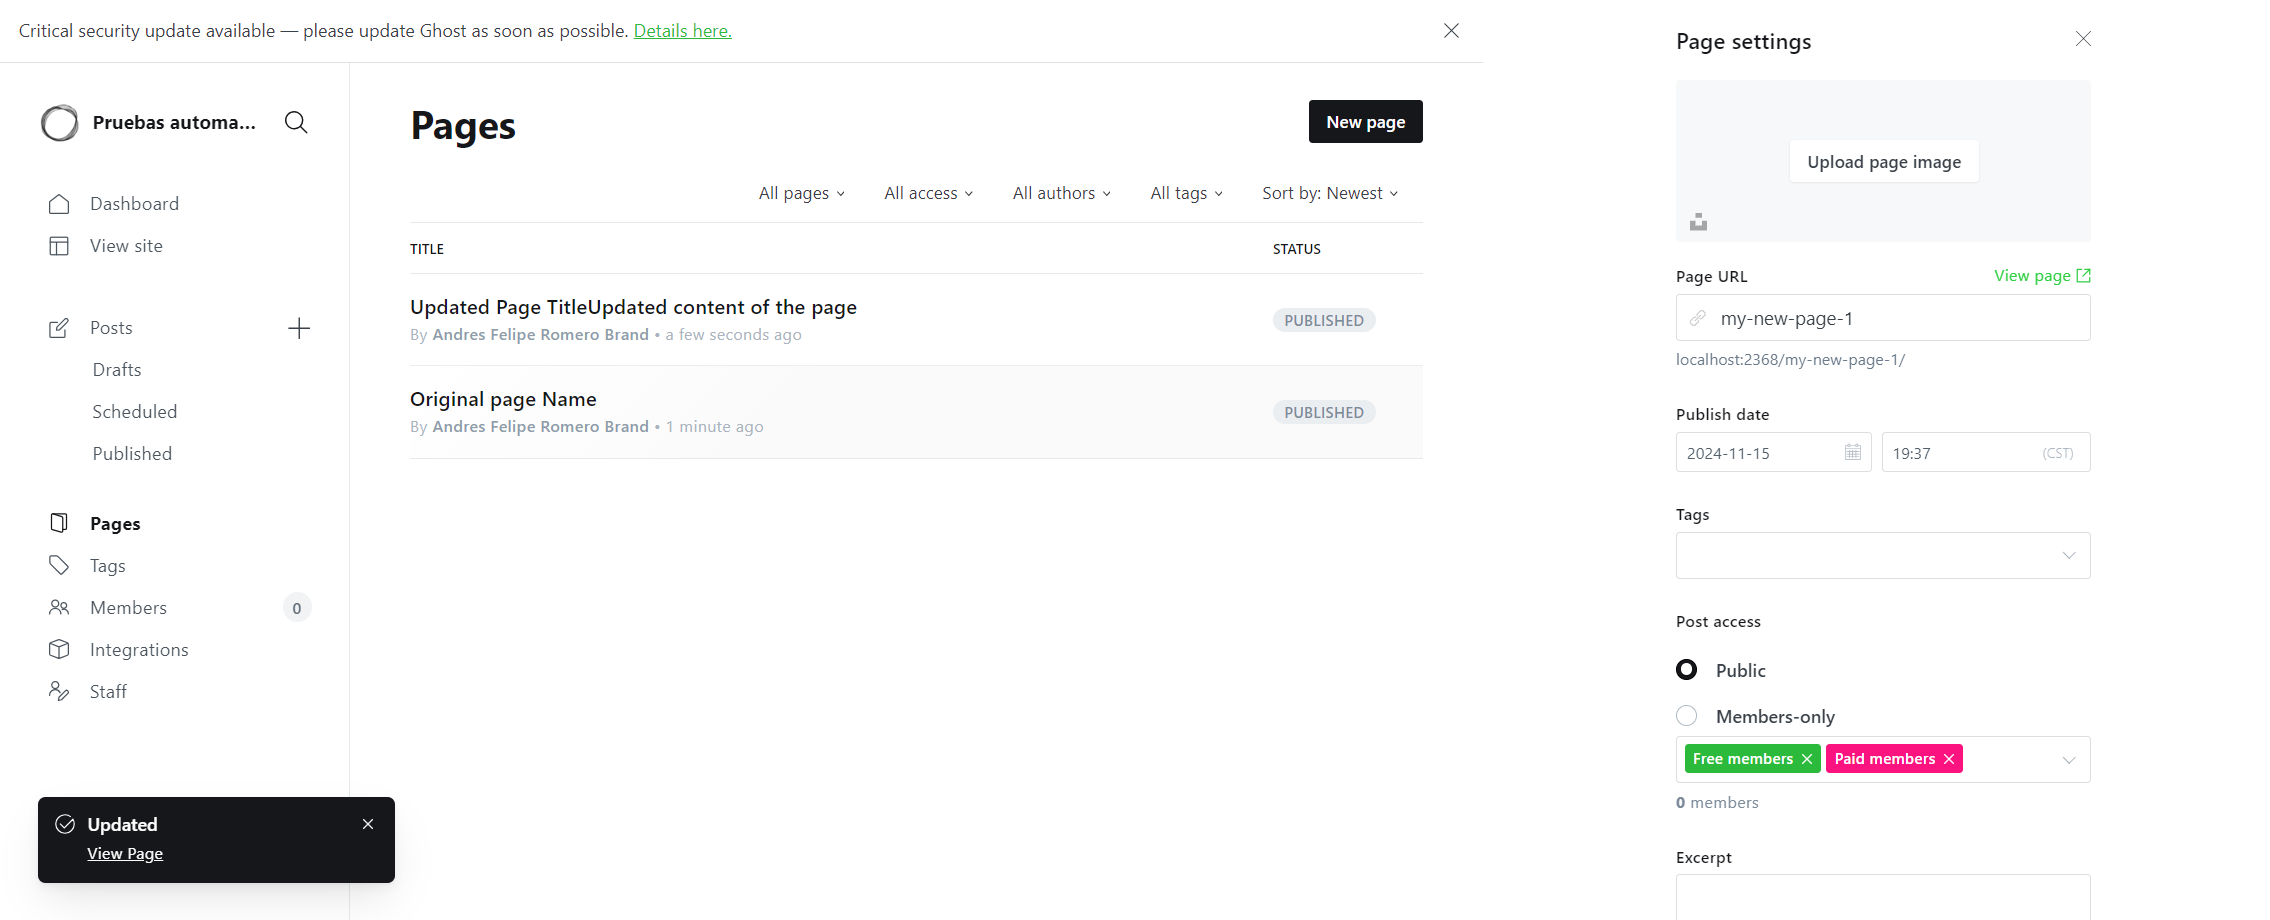 Critical security update available — please update Ghost as soon as possible. Details here.
Pruebas automa...
Dashboard
View site
Posts
Drafts
Scheduled
Published
Pages
Tags
Members
0
Integrations
Staff
Updated
View Page
Pages
New page
All pages
All access
All authors
All tags
Sort by: Newest
TITLE
STATUS
Updated Page TitleUpdated content of the page
By Andres Felipe Romero Brand • a few seconds ago
PUBLISHED
Original page Name
By Andres Felipe Romero Brand • 1 minute ago
PUBLISHED
Page settings
Upload page image
Page URL
View page
my-new-page-1
localhost:2368/my-new-page-1/
Publish date
2024-11-15
19:37
(CST)
Tags
Post access
Public
Members-only
Free members
Paid members
0 members
Excerpt